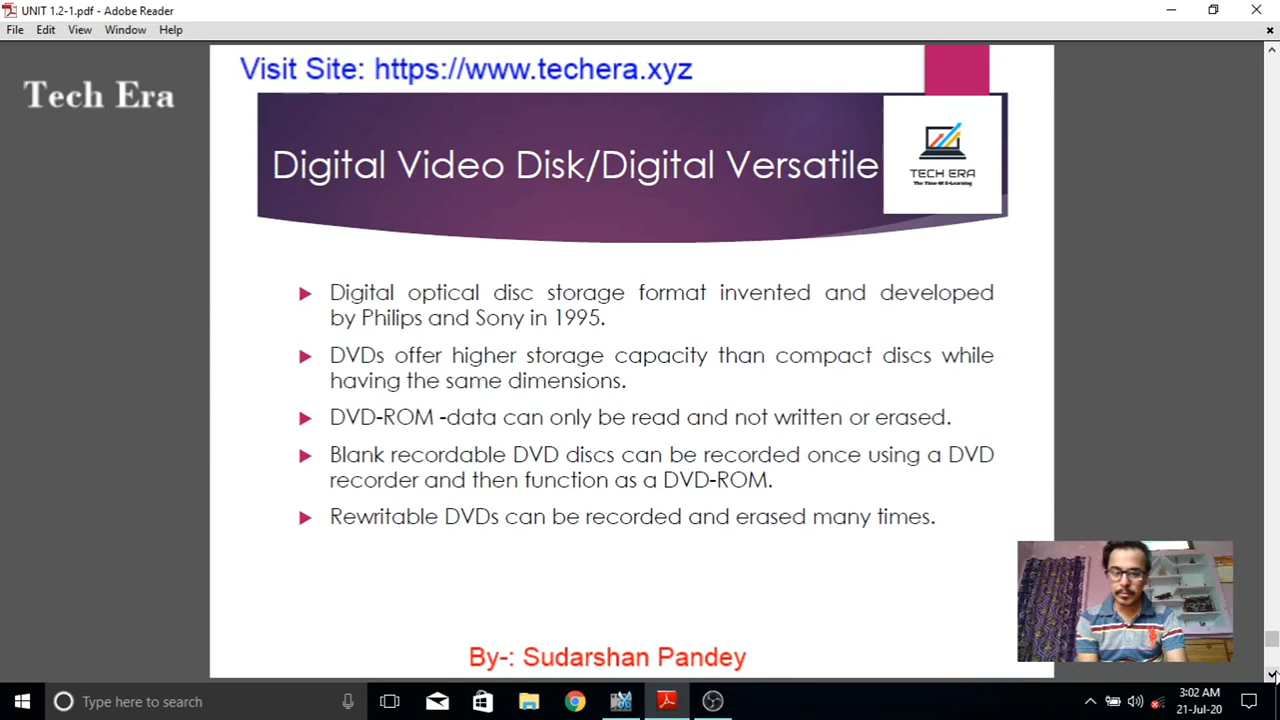 UNIT 1.2-1.pdf - Adobe Reader
File Edit View Window Help
Visit Site: https://www.techera.xyz
Tech Era
Digital Video Disk/Digital Versatile
TECH ERA
The Time Of E-Learning
Digital optical disc storage format invented and developed
by Philips and Sony in 1995.
DVDs offer higher storage capacity than compact discs while
having the same dimensions.
DVD-ROM -data can only be read and not written or erased.
Blank recordable DVD discs can be recorded once using a DVD
recorder and then function as a DVD-ROM.
Rewritable DVDs can be recorded and erased many times.
By-: Sudarshan Pandey
Type here to search
3:02 AM
21-Jul-20